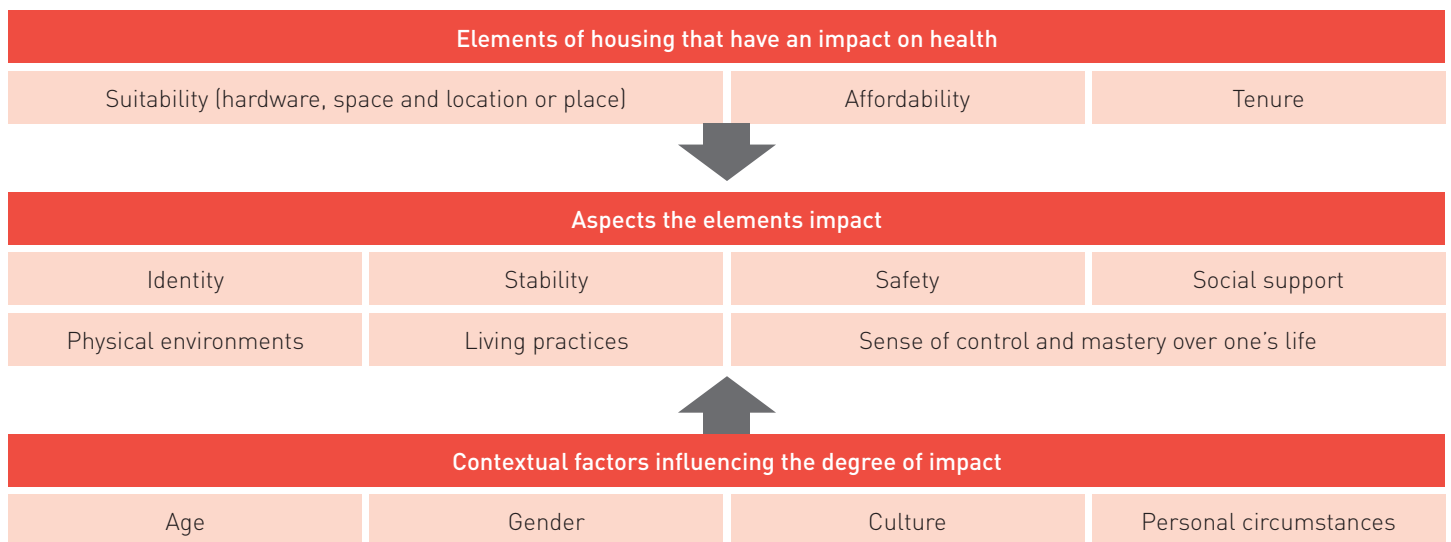 Elements of housing that have an impact on health
Suitability (hardware, space and location or place)
Affordability
Tenure
Aspects the elements impact
Identity
Stability
Safety
Social support
Physical environments
Living practices
Sense of control and mastery over one’s life
Contextual factors influencing the degree of impact
Age
Gender
Culture
Personal circumstances